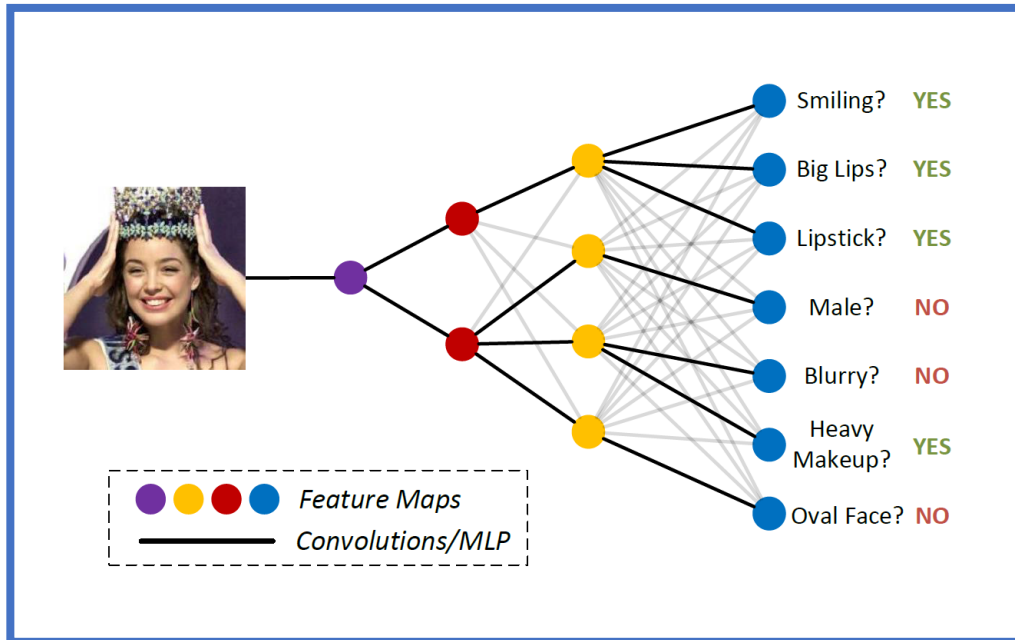 Smiling? YES
Big Lips? YES
Lipstick? YES
Male? NO
Blurry? NO
Heavy
Makeup? YES
Oval Face? NO
Feature Maps
Convolutions/MLP